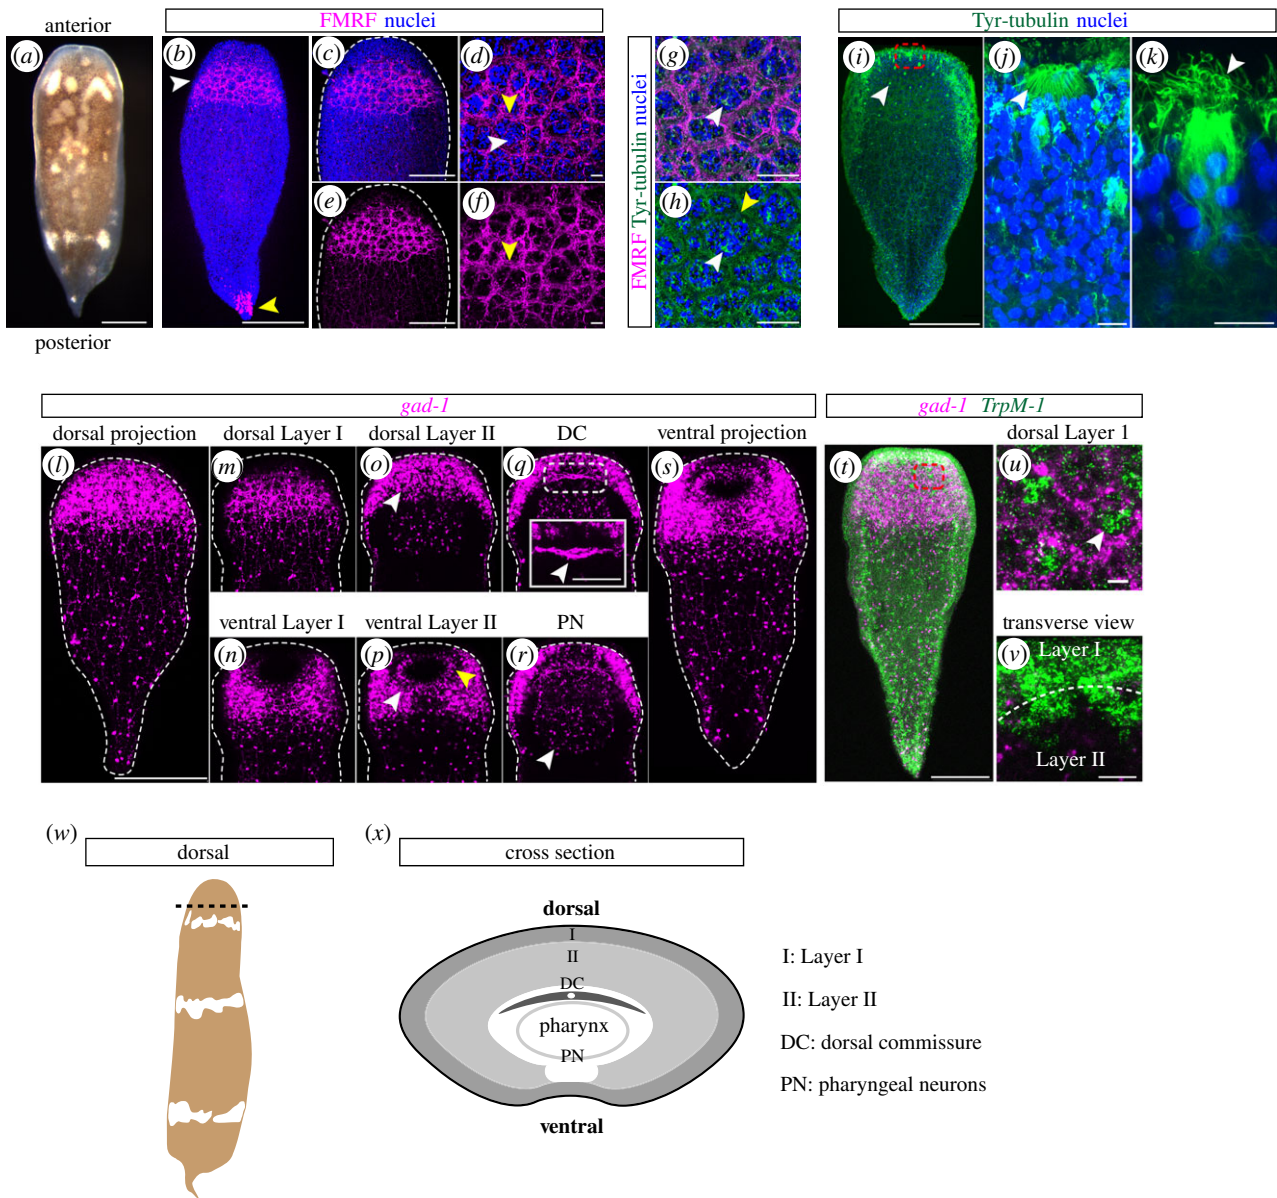 anterior
FMRF nuclei
Tyr-tubulin nuclei
(a)
(b)
(c)
(d)
(g)
(i)
(j)
(k)
(e)
(f)
(h)
FMRF Tyr-tubulin nuclei
posterior
gad-1
gad-1 TrpM-1
dorsal projection
dorsal Layer I
dorsal Layer II
DC
ventral projection
dorsal Layer 1
(l)
(m)
(o)
(q)
(s)
(t)
(u)
ventral Layer I
ventral Layer II
PN
transverse view
(n)
(p)
(r)
(v)
Layer I
Layer II
(w)
dorsal
(x)
cross section
dorsal
I
II
DC
pharynx
PN
ventral
I: Layer I
II: Layer II
DC: dorsal commissure
PN: pharyngeal neurons